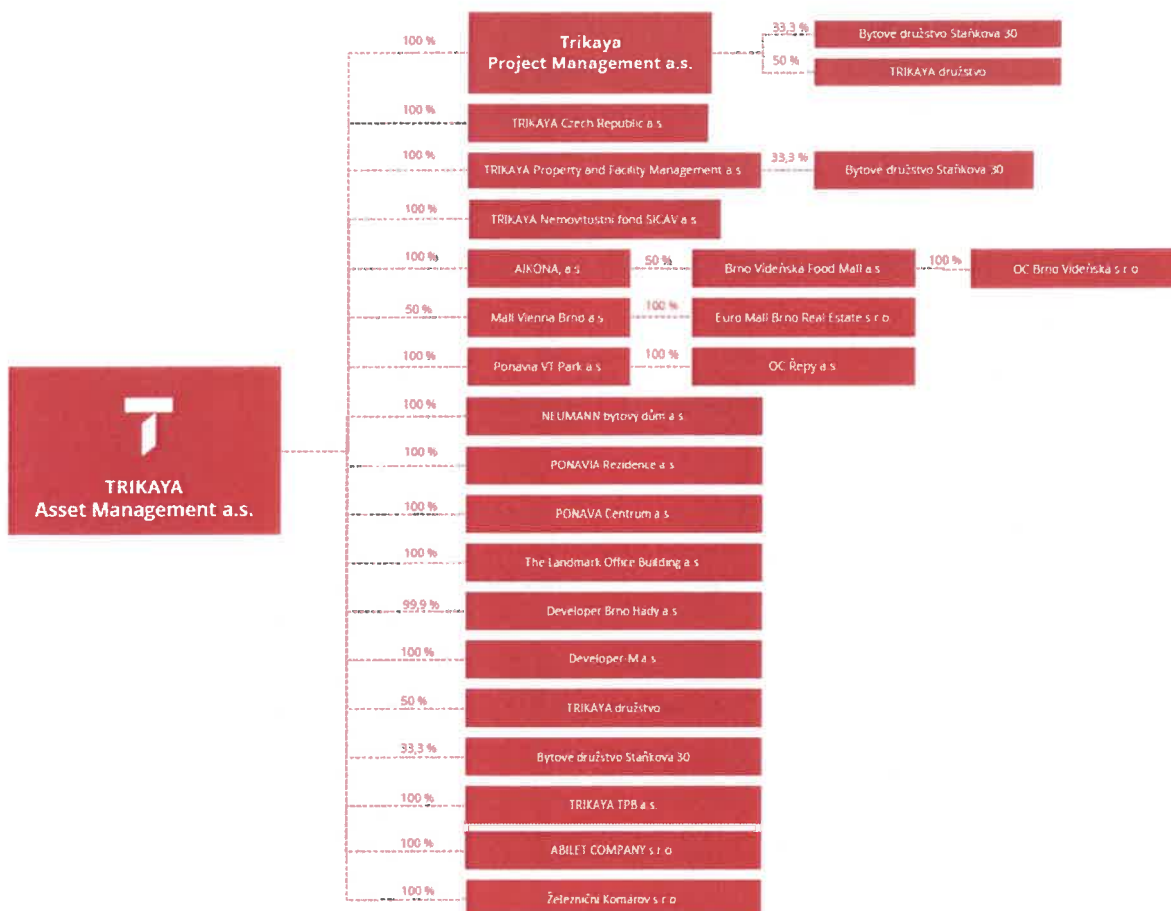 100 %
Trikaya
Project Management a.s.
33,3 %
Bytové družstvo Staňkova 30
50 %
TRIKAYA družstvo
100 %
TRIKAYA Czech Republic a.s.
100 %
TRIKAYA Property and Facility Management a.s.
33,3 %
Bytové družstvo Staňkova 30
100 %
TRIKAYA Nemovitostní fond SICAV a.s.
100 %
AIKONA, a.s.
50 %
Brno Vídeňská Food Mall a.s.
100 %
OC Brno Vídeňská s.r.o.
50 %
Mall Vienna Brno a.s.
100 %
Euro Mall Brno Real Estate s.r.o.
100 %
Ponavia VT Park a.s.
100 %
OC Řepy a.s.
T
TRIKAYA
Asset Management a.s.
100 %
NEUMANN bytový dům a.s.
100 %
PONAVIA Rezidence a.s.
100 %
PONAVA Centrum a.s.
100 %
The Landmark Office Building a.s.
99,9 %
Developer Brno Hady a.s.
100 %
Developer-M a.s.
50 %
TRIKAYA družstvo
33,3 %
Bytové družstvo Staňkova 30
100 %
TRIKAYA TPB a.s.
100 %
ABILET COMPANY s.r.o.
100 %
Železniční Komárov s.r.o.